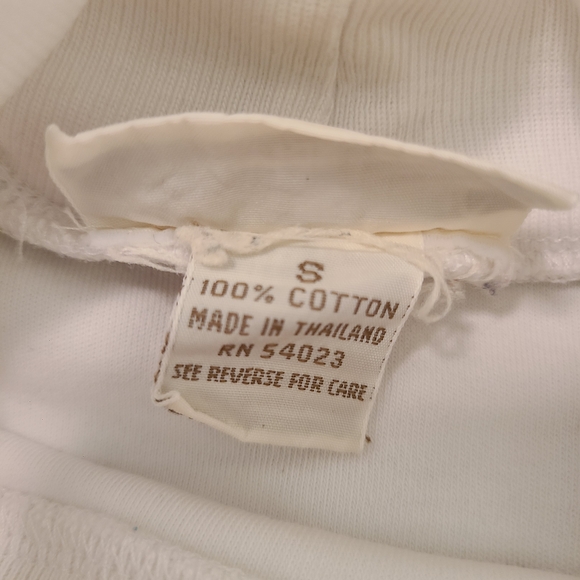 S
100% COTTON
MADE IN THAILAND
RN 54023
SEE REVERSE FOR CARE